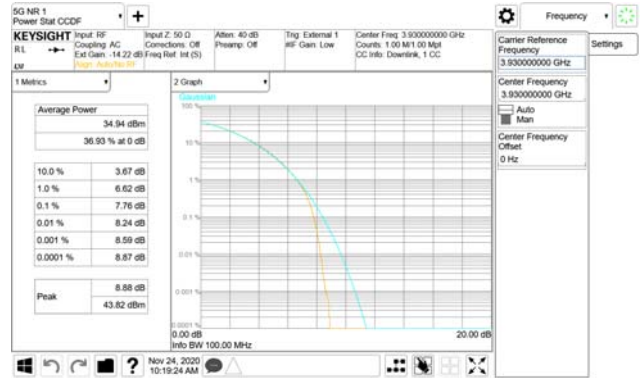 5G NR 1
Power Stat CCDF
Frequency
KEYSIGHT
RL
Input: RF
Coupling: AC
Ext Gain: -14.22 dB
Align: Auto/No RF
Input Z: 50 Ω
Corrections: Off
Freq Ref: Int (S)
Atten: 40 dB
Preamp: Off
Trig: External 1
#IF Gain: Low
Center Freq: 3.930000000 GHz
Counts: 1.00 M/1.00 Mpt
CC Info: Downlink, 1 CC
Carrier Reference
Frequency
3.930000000 GHz
Settings
Center Frequency
3.930000000 GHz
Auto
Man
Center Frequency
Offset
0 Hz
1 Metrics
Average Power
34.94 dBm
36.93 % at 0 dB
10.0 % 3.67 dB
1.0 % 6.62 dB
0.1 % 7.76 dB
0.01 % 8.24 dB
0.001 % 8.59 dB
0.0001 % 8.87 dB
Peak
8.88 dB
43.82 dBm
2 Graph
Gaussian
100 %
10 %
1 %
0.1 %
0.01 %
0.001 %
0.0001 %
0.00 dB
20.00 dB
Info BW 100.00 MHz
Nov 24, 2020
10:19:24 AM